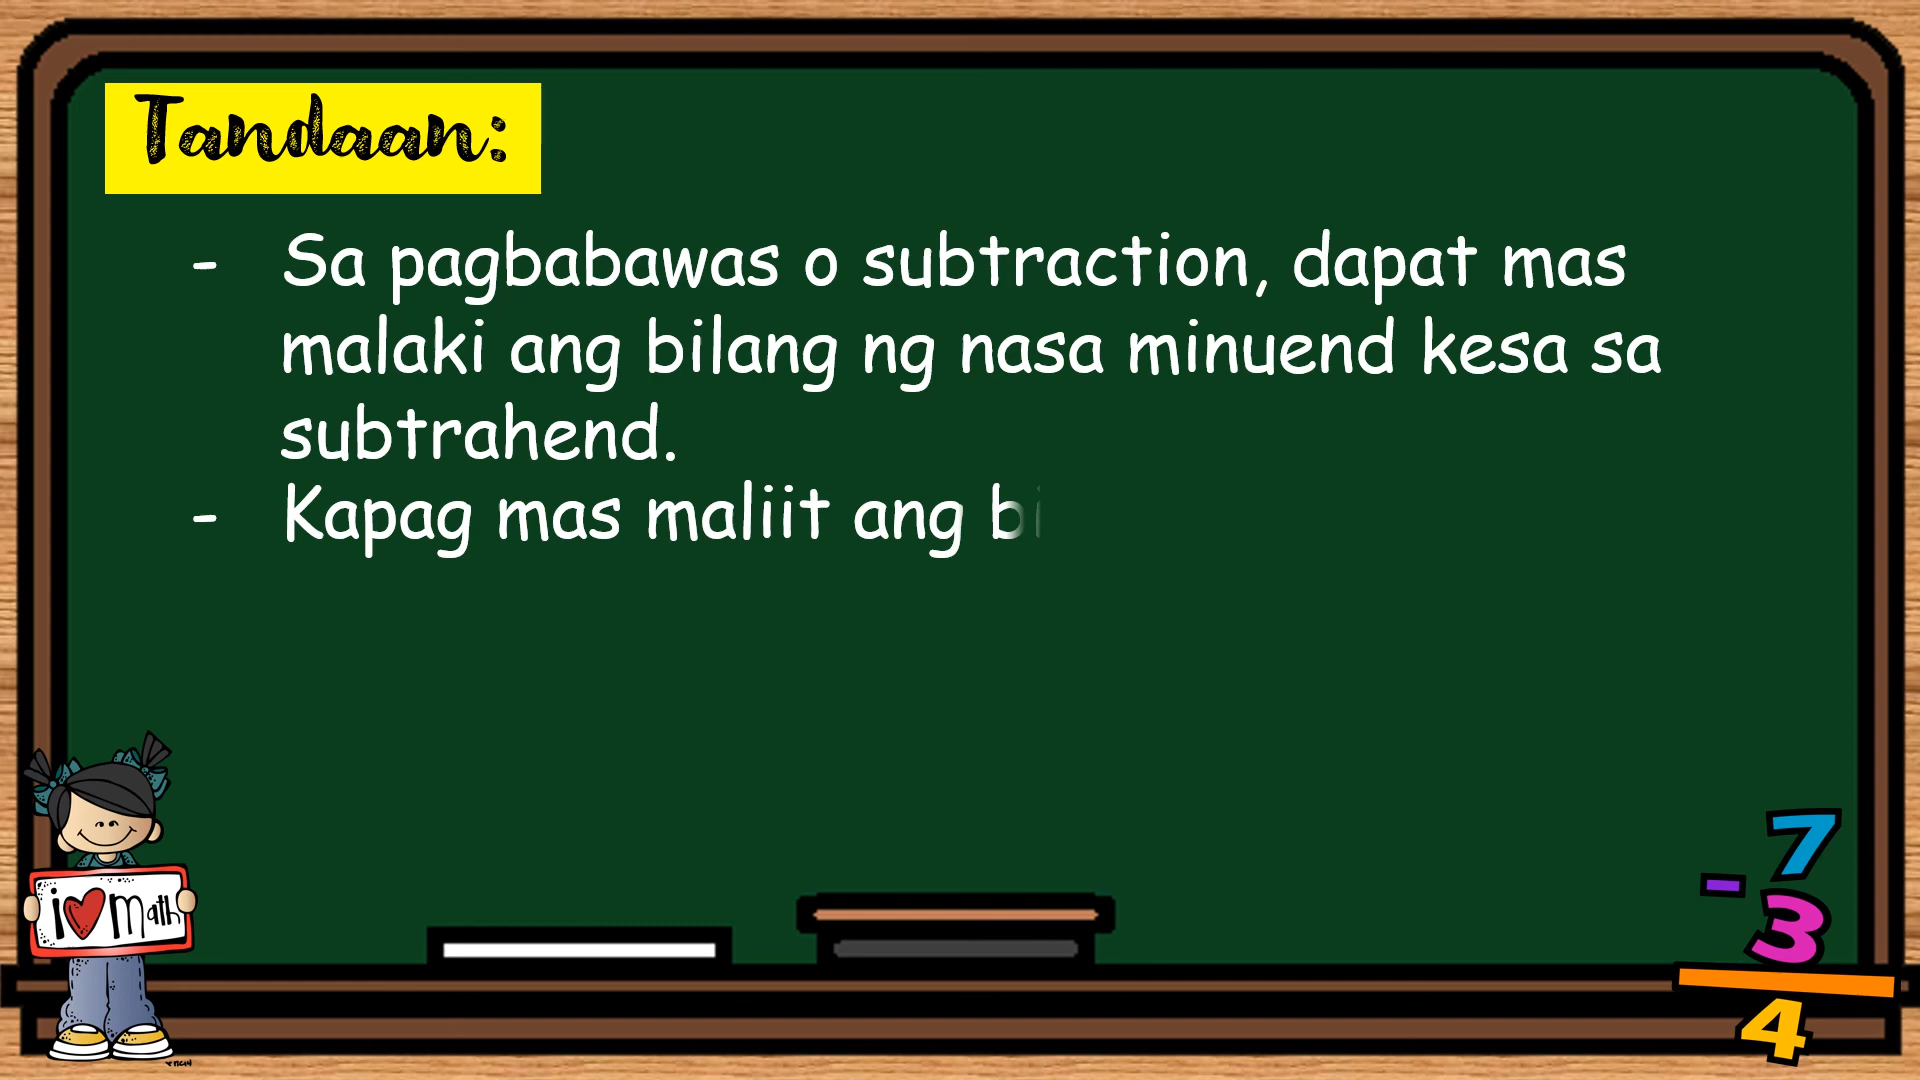 Tandaan:
- Sa pagbabawas o subtraction, dapat mas
malaki ang bilang ng nasa minuend kesa sa
subtrahend.
- Kapag mas maliit ang bi
i ♥ math
7
- 3
4